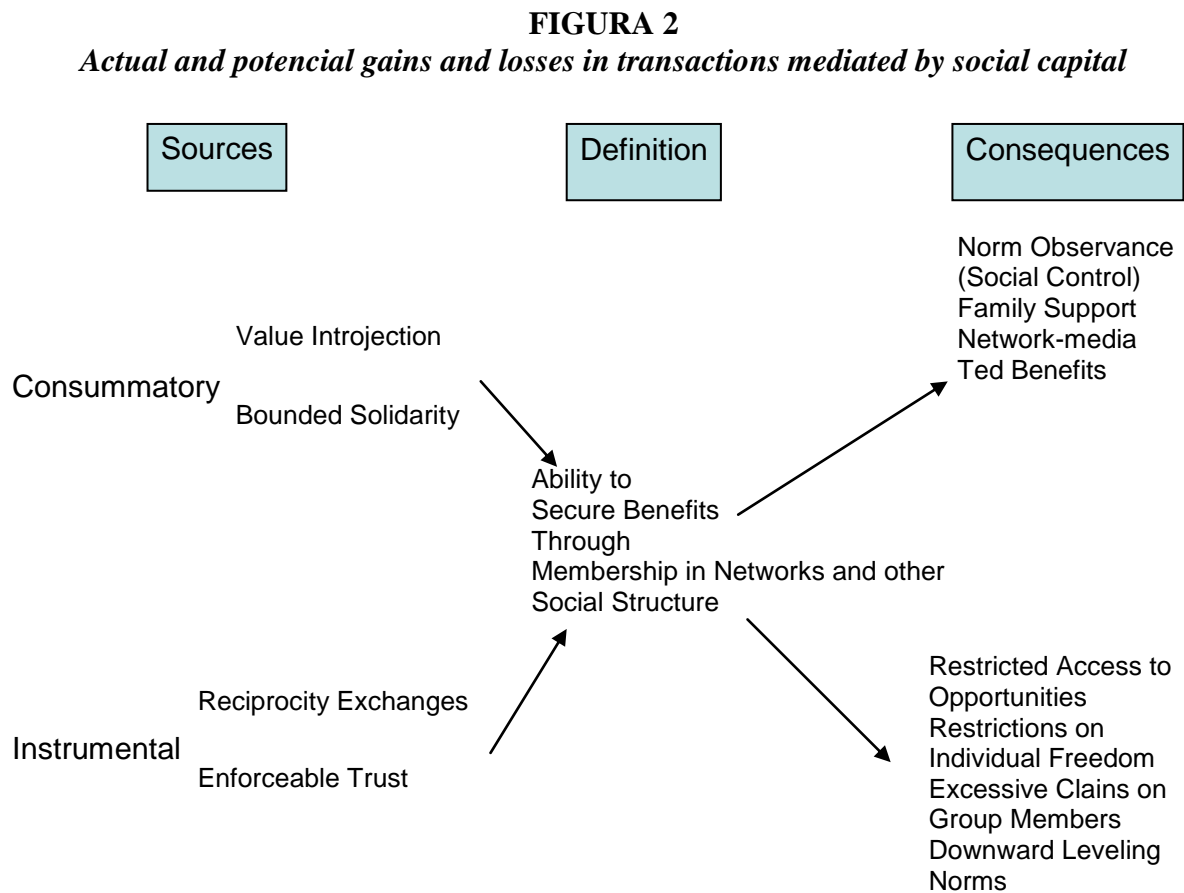 FIGURA 2
Actual and potencial gains and losses in transactions mediated by social capital
Sources
Definition
Consequences
Value Introjection
Consummatory
Bounded Solidarity
Reciprocity Exchanges
Instrumental
Enforceable Trust
Ability to
Secure Benefits
Through
Membership in Networks and other
Social Structure
Norm Observance
(Social Control)
Family Support
Network-media
Ted Benefits
Restricted Access to
Opportunities
Restrictions on
Individual Freedom
Excessive Clains on
Group Members
Downward Leveling
Norms